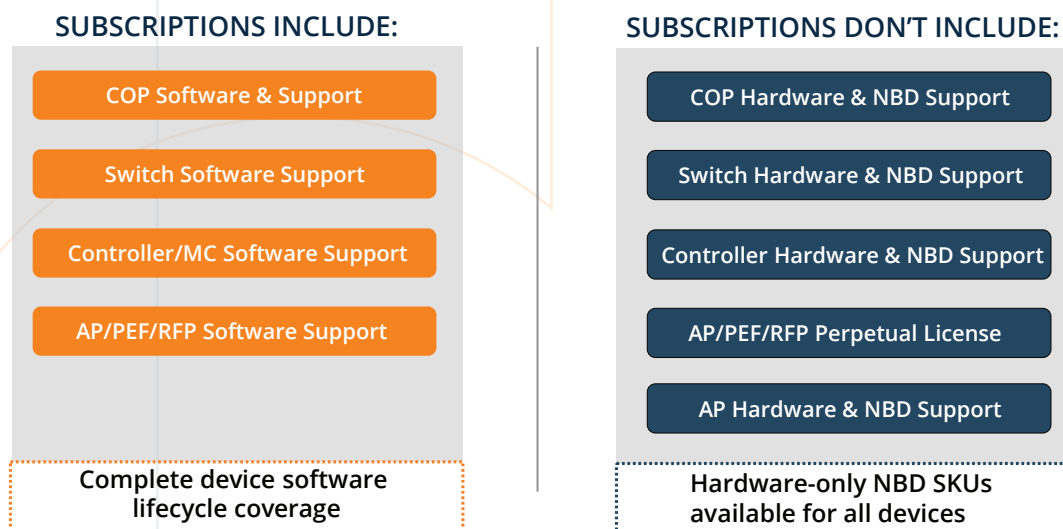 SUBSCRIPTIONS INCLUDE:
COP Software & Support
Switch Software Support
Controller/MC Software Support
AP/PEF/RFP Software Support
Complete device software
lifecycle coverage
SUBSCRIPTIONS DON’T INCLUDE:
COP Hardware & NBD Support
Switch Hardware & NBD Support
Controller Hardware & NBD Support
AP/PEF/RFP Perpetual License
AP Hardware & NBD Support
Hardware-only NBD SKUs
available for all devices